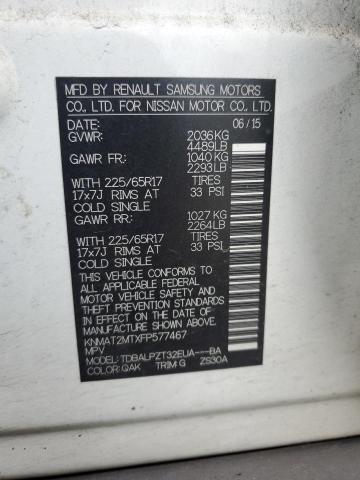 MFD BY RENAULT SAMSUNG MOTORS
CO., LTD. FOR NISSAN MOTOR CO., LTD.
DATE: 06/15
GVWR: 2036KG
4489LB
GAWR FR: 1040KG
2293LB
WITH 225/65R17 TIRES
17x7J RIMS AT 33 PSI
COLD SINGLE
GAWR RR: 1027KG
2264LB
WITH 225/65R17 TIRES
17x7J RIMS AT 33 PSI
COLD SINGLE
THIS VEHICLE CONFORMS TO
ALL APPLICABLE FEDERAL
MOTOR VEHICLE SAFETY AND
THEFT PREVENTION STANDARDS
IN EFFECT ON THE DATE OF
MANUFACTURE SHOWN ABOVE.
KNMAT2MTXFP577467
MPV
MODEL: TDBALPZT32EUA---BA
COLOR: QAK TRIM G ZS30A